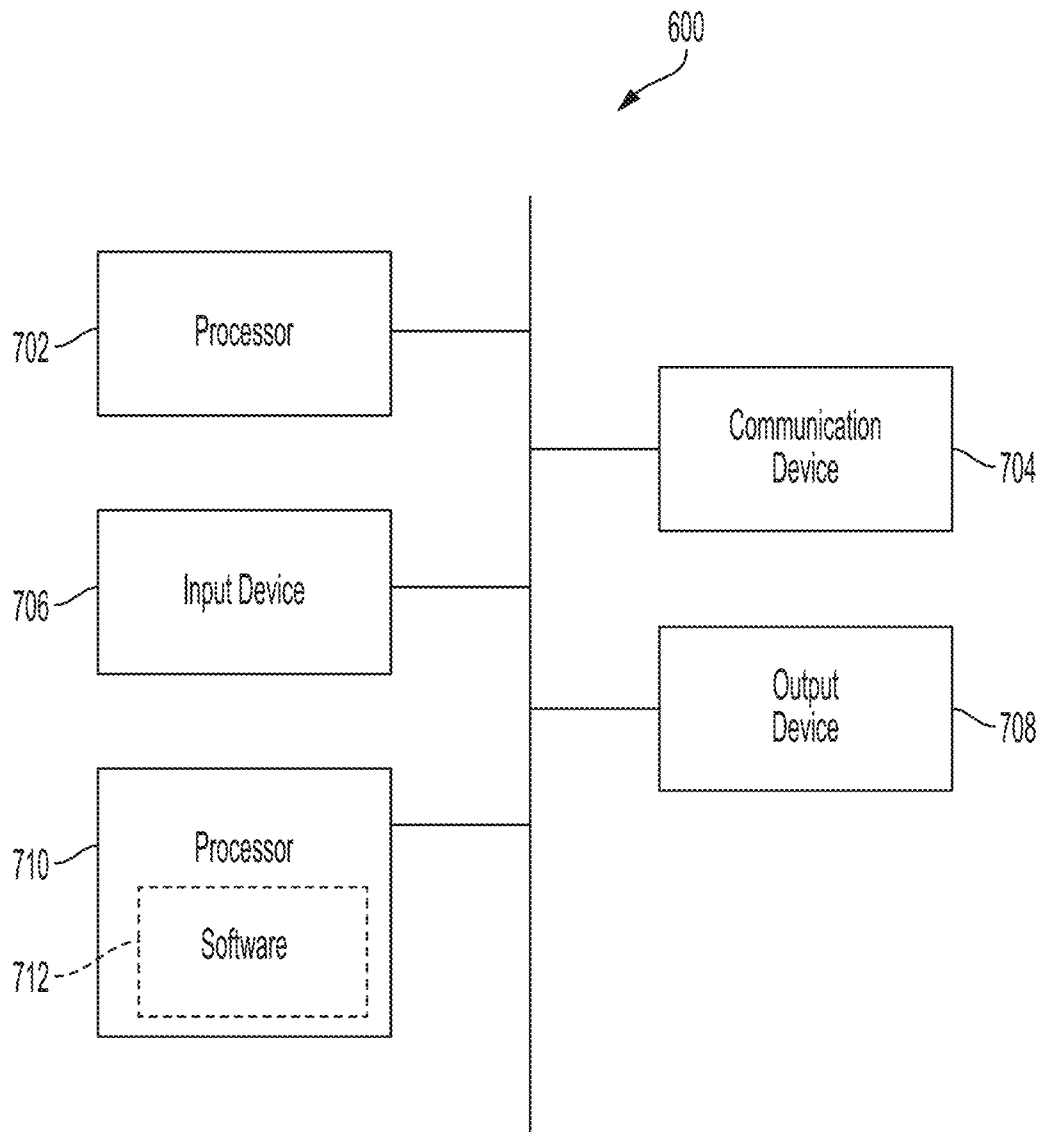 600
Processor
702
Communication
Device
704
Input Device
706
Output
Device
708
Processor
710
Software
712